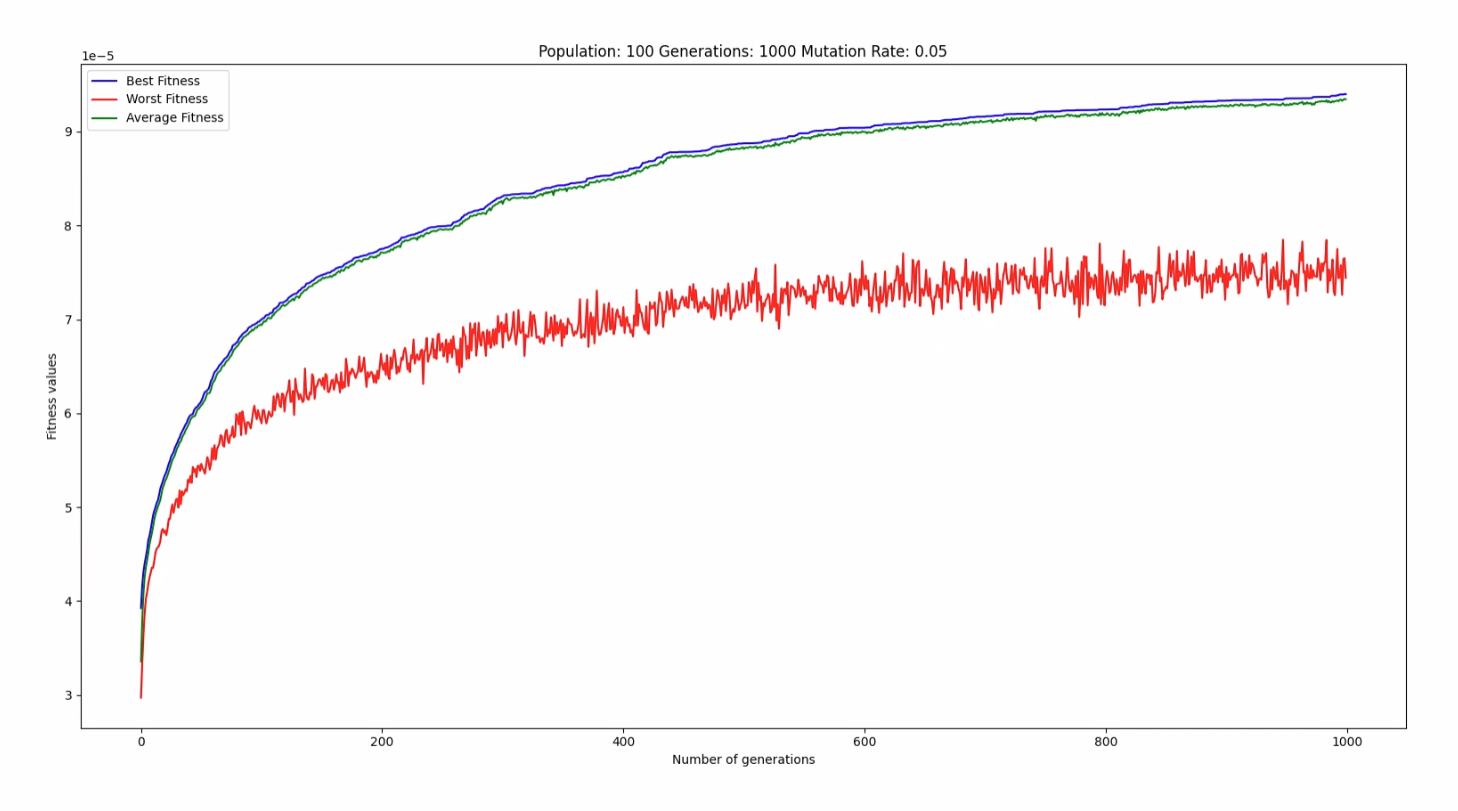 Population: 100 Generations: 1000 Mutation Rate: 0.05
1e−5
Best Fitness
Worst Fitness
Average Fitness
9
8
7
6
5
4
3
Fitness values
0 200 400 600 800 1000
Number of generations